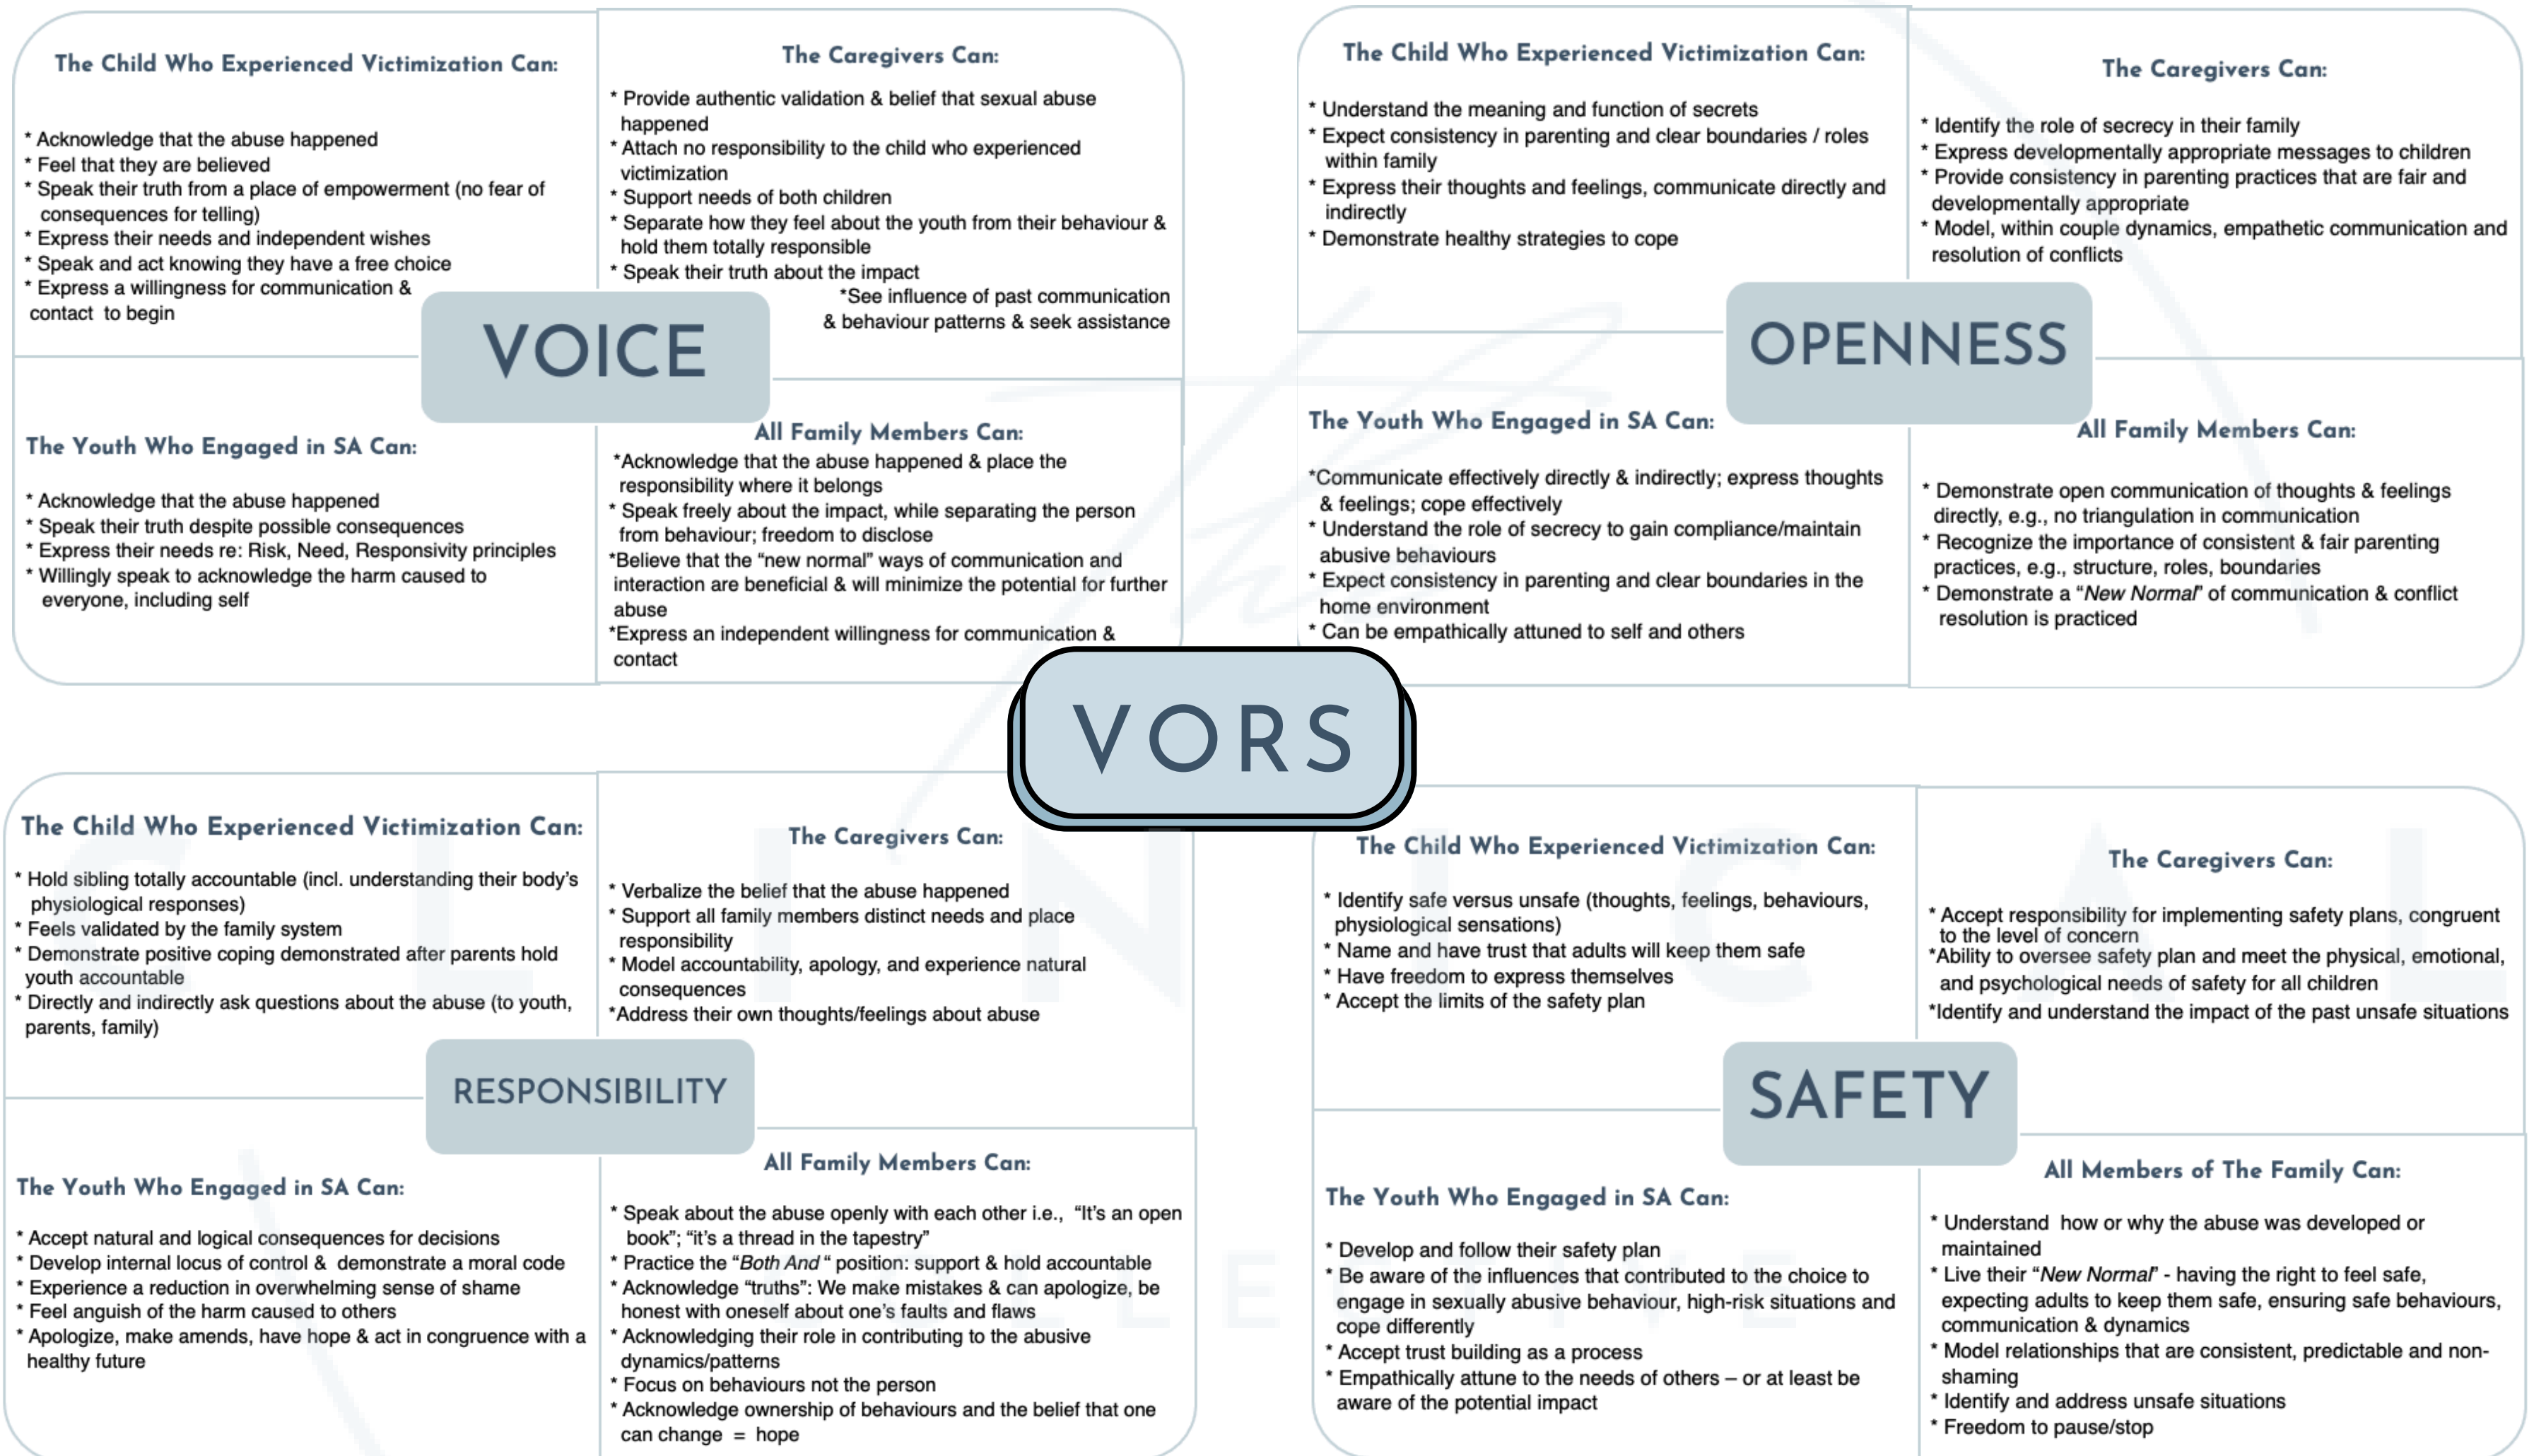 The Child Who Experienced Victimization Can:
* Acknowledge that the abuse happened
* Feel that they are believed
* Speak their truth from a place of empowerment (no fear of
consequences for telling)
* Express their needs and independent wishes
* Speak and act knowing they have a free choice
* Express a willingness for communication &
contact to begin
The Caregivers Can:
* Provide authentic validation & belief that sexual abuse
happened
* Attach no responsibility to the child who experienced
victimization
* Support needs of both children
* Separate how they feel about the youth from their behaviour &
hold them totally responsible
* Speak their truth about the impact
*See influence of past communication
& behaviour patterns & seek assistance
VOICE
The Youth Who Engaged in SA Can:
* Acknowledge that the abuse happened
* Speak their truth despite possible consequences
* Express their needs re: Risk, Need, Responsivity principles
* Willingly speak to acknowledge the harm caused to
everyone, including self
All Family Members Can:
*Acknowledge that the abuse happened & place the
responsibility where it belongs
* Speak freely about the impact, while separating the person
from behaviour; freedom to disclose
*Believe that the “new normal” ways of communication and
interaction are beneficial & will minimize the potential for further
abuse
*Express an independent willingness for communication &
contact
The Child Who Experienced Victimization Can:
* Understand the meaning and function of secrets
* Expect consistency in parenting and clear boundaries / roles
within family
* Express their thoughts and feelings, communicate directly and
indirectly
* Demonstrate healthy strategies to cope
The Caregivers Can:
* Identify the role of secrecy in their family
* Express developmentally appropriate messages to children
* Provide consistency in parenting practices that are fair and
developmentally appropriate
* Model, within couple dynamics, empathetic communication and
resolution of conflicts
OPENNESS
The Youth Who Engaged in SA Can:
*Communicate effectively directly & indirectly; express thoughts
& feelings; cope effectively
* Understand the role of secrecy to gain compliance/maintain
abusive behaviours
* Expect consistency in parenting and clear boundaries in the
home environment
* Can be empathically attuned to self and others
All Family Members Can:
* Demonstrate open communication of thoughts & feelings
directly, e.g., no triangulation in communication
* Recognize the importance of consistent & fair parenting
practices, e.g., structure, roles, boundaries
* Demonstrate a “New Normal” of communication & conflict
resolution is practiced
VORS
The Child Who Experienced Victimization Can:
* Hold sibling totally accountable (incl. understanding their body’s
physiological responses)
* Feels validated by the family system
* Demonstrate positive coping demonstrated after parents hold
youth accountable
* Directly and indirectly ask questions about the abuse (to youth,
parents, family)
The Caregivers Can:
* Verbalize the belief that the abuse happened
* Support all family members distinct needs and place
responsibility
* Model accountability, apology, and experience natural
consequences
*Address their own thoughts/feelings about abuse
RESPONSIBILITY
The Youth Who Engaged in SA Can:
* Accept natural and logical consequences for decisions
* Develop internal locus of control & demonstrate a moral code
* Experience a reduction in overwhelming sense of shame
* Feel anguish of the harm caused to others
* Apologize, make amends, have hope & act in congruence with a
healthy future
All Family Members Can:
* Speak about the abuse openly with each other i.e., “It’s an open
book”; “it’s a thread in the tapestry”
* Practice the “Both And “ position: support & hold accountable
* Acknowledge “truths”: We make mistakes & can apologize, be
honest with oneself about one’s faults and flaws
* Acknowledging their role in contributing to the abusive
dynamics/patterns
* Focus on behaviours not the person
* Acknowledge ownership of behaviours and the belief that one
can change = hope
The Child Who Experienced Victimization Can:
* Identify safe versus unsafe (thoughts, feelings, behaviours,
physiological sensations)
* Name and have trust that adults will keep them safe
* Have freedom to express themselves
* Accept the limits of the safety plan
The Caregivers Can:
* Accept responsibility for implementing safety plans, congruent
to the level of concern
*Ability to oversee safety plan and meet the physical, emotional,
and psychological needs of safety for all children
*Identify and understand the impact of the past unsafe situations
SAFETY
The Youth Who Engaged in SA Can:
* Develop and follow their safety plan
* Be aware of the influences that contributed to the choice to
engage in sexually abusive behaviour, high-risk situations and
cope differently
* Accept trust building as a process
* Empathically attune to the needs of others – or at least be
aware of the potential impact
All Members of The Family Can:
* Understand how or why the abuse was developed or
maintained
* Live their “New Normal” - having the right to feel safe,
expecting adults to keep them safe, ensuring safe behaviours,
communication & dynamics
* Model relationships that are consistent, predictable and non-
shaming
* Identify and address unsafe situations
* Freedom to pause/stop
The
CLINICAL
COLLECTIVE